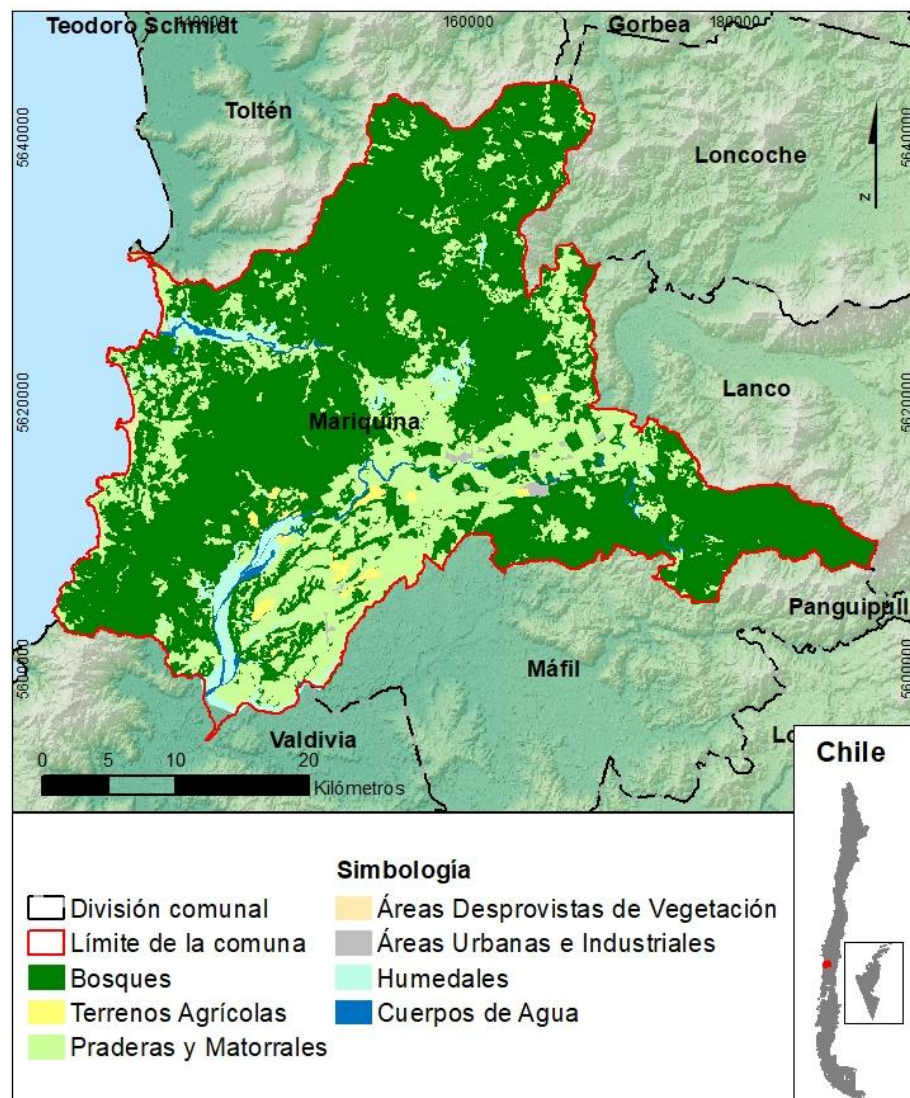 Teodoro Schmidt
140000
160000
Gorbea
180000
Toltén
5640000
5640000
Loncoche
N
5620000
5620000
Lanco
Mariquina
Panguipull
5600000
5600000
Máfil
Valdivia
Lo
0 5 10 20
Kilómetros
Chile
Simbología
División comunal
Límite de la comuna
Bosques
Terrenos Agrícolas
Praderas y Matorrales
Áreas Desprovistas de Vegetación
Áreas Urbanas e Industriales
Humedales
Cuerpos de Agua